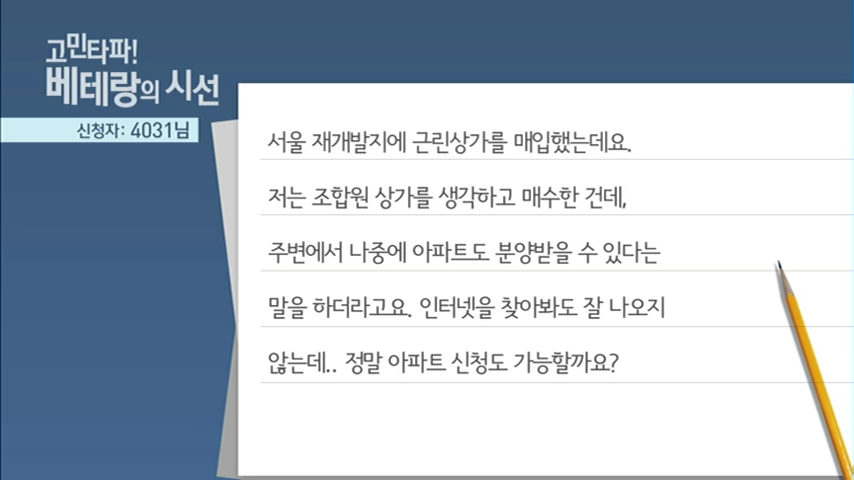 고민타파!
베테랑의 시선
신청자: 4031님
서울 재개발지에 근린상가를 매입했는데요.
저는 조합원 상가를 생각하고 매수한 건데,
주변에서 나중에 아파트도 분양받을 수 있다는
말을 하더라고요. 인터넷을 찾아봐도 잘 나오지
않는데.. 정말 아파트 신청도 가능할까요?